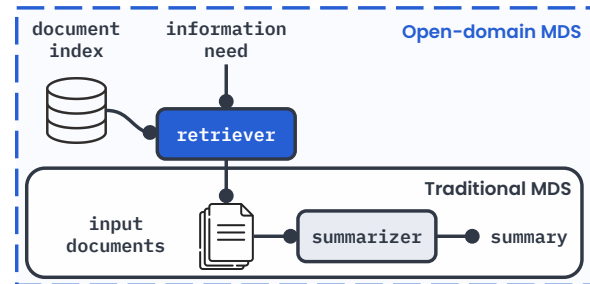 document
index
information
need
Open-domain MDS
retriever
Traditional MDS
input
documents
summarizer
summary